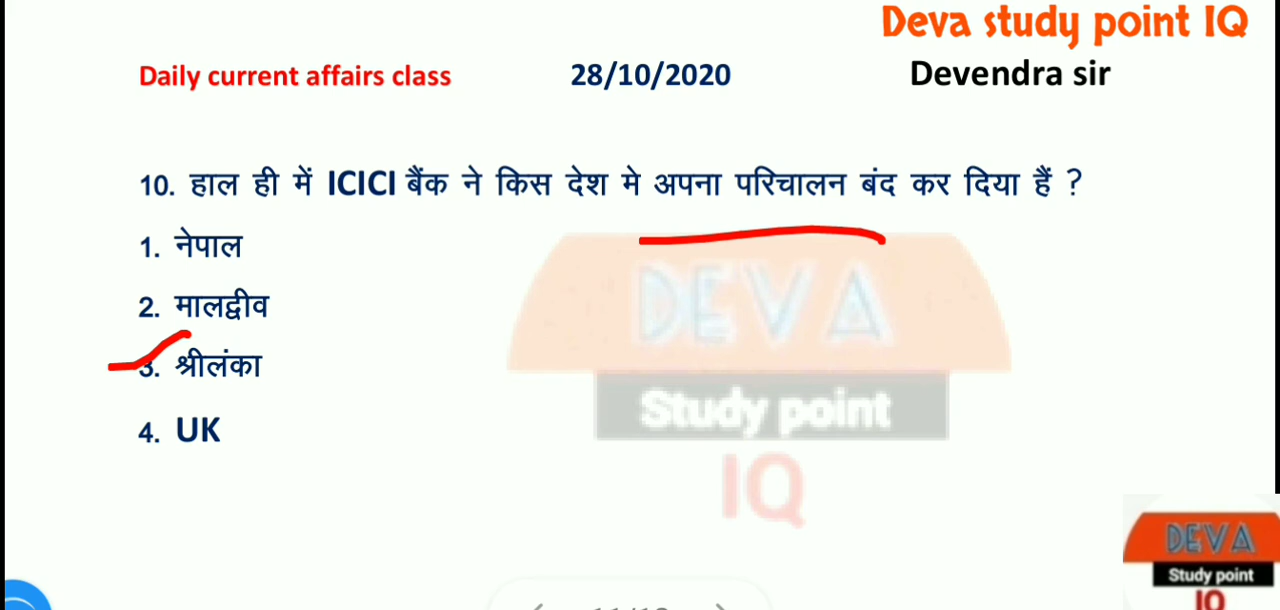 Deva study point IQ
Daily current affairs class 28/10/2020 Devendra sir
10. हाल ही में ICICI बैंक ने किस देश मे अपना परिचालन बंद कर दिया हैं ?
1. नेपाल
2. मालद्वीव
3. श्रीलंका
4. UK
DEVA
Study point
IQ
DEVA
Study point
IQ